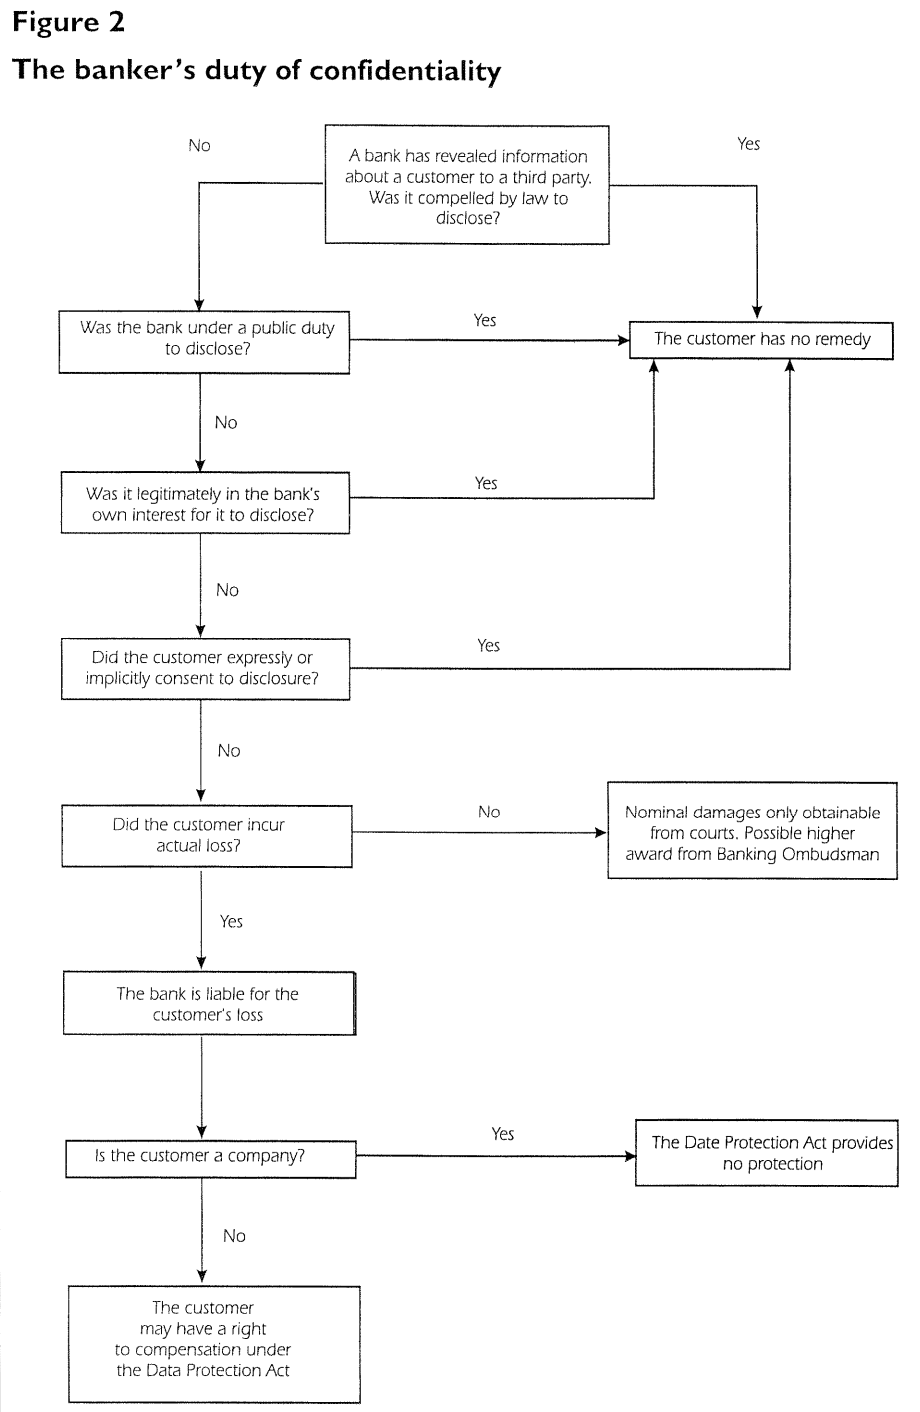 Figure 2
The banker's duty of confidentiality
No
A bank has revealed information
about a customer to a third party.
Was it compelled by law to
disclose?
Yes
Was the bank under a public duty
to disclose?
Yes
The customer has no remedy
No
Was it legitimately in the bank's
own interest for it to disclose?
Yes
No
Did the customer expressly or
implicitly consent to disclosure?
Yes
No
Did the customer incur
actual loss?
No
Nominal damages only obtainable
from courts. Possible higher
award from Banking Ombudsman
Yes
The bank is liable for the
customer's loss
Is the customer a company?
Yes
The Date Protection Act provides
no protection
No
The customer
may have a right
to compensation under
the Data Protection Act